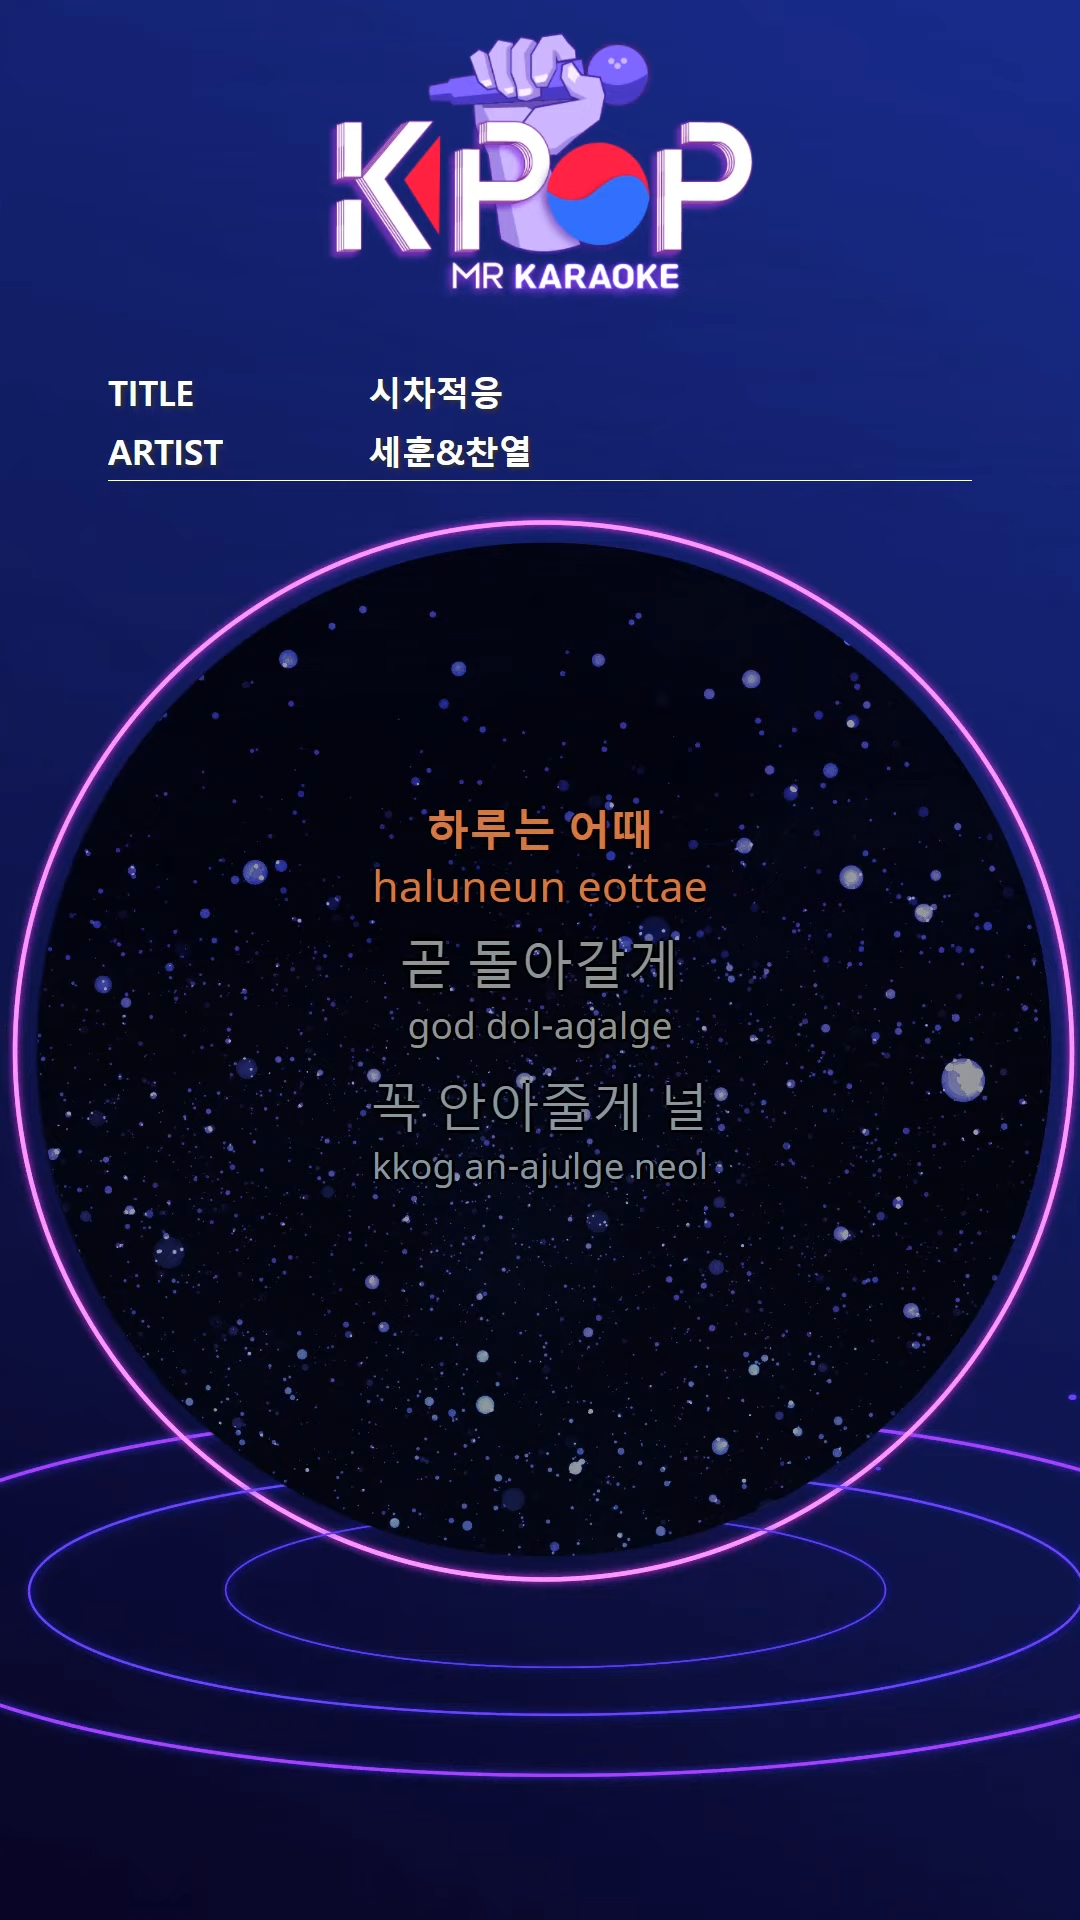 KPOP
MR KARAOKE
TITLE 시차적응
ARTIST 세훈&찬열
하루는 어때
haluneun eottae
곧 돌아갈게
god dol-agalge
꼭 안아줄게 널
kkog an-ajulge neol